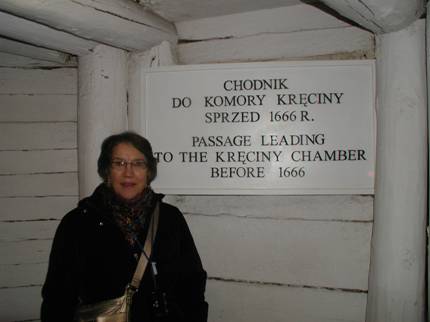 CHODNIK
DO KOMORY KRĘCINY
SPRZED 1666 R.
PASSAGE LEADING
TO THE KRĘCINY CHAMBER
BEFORE 1666